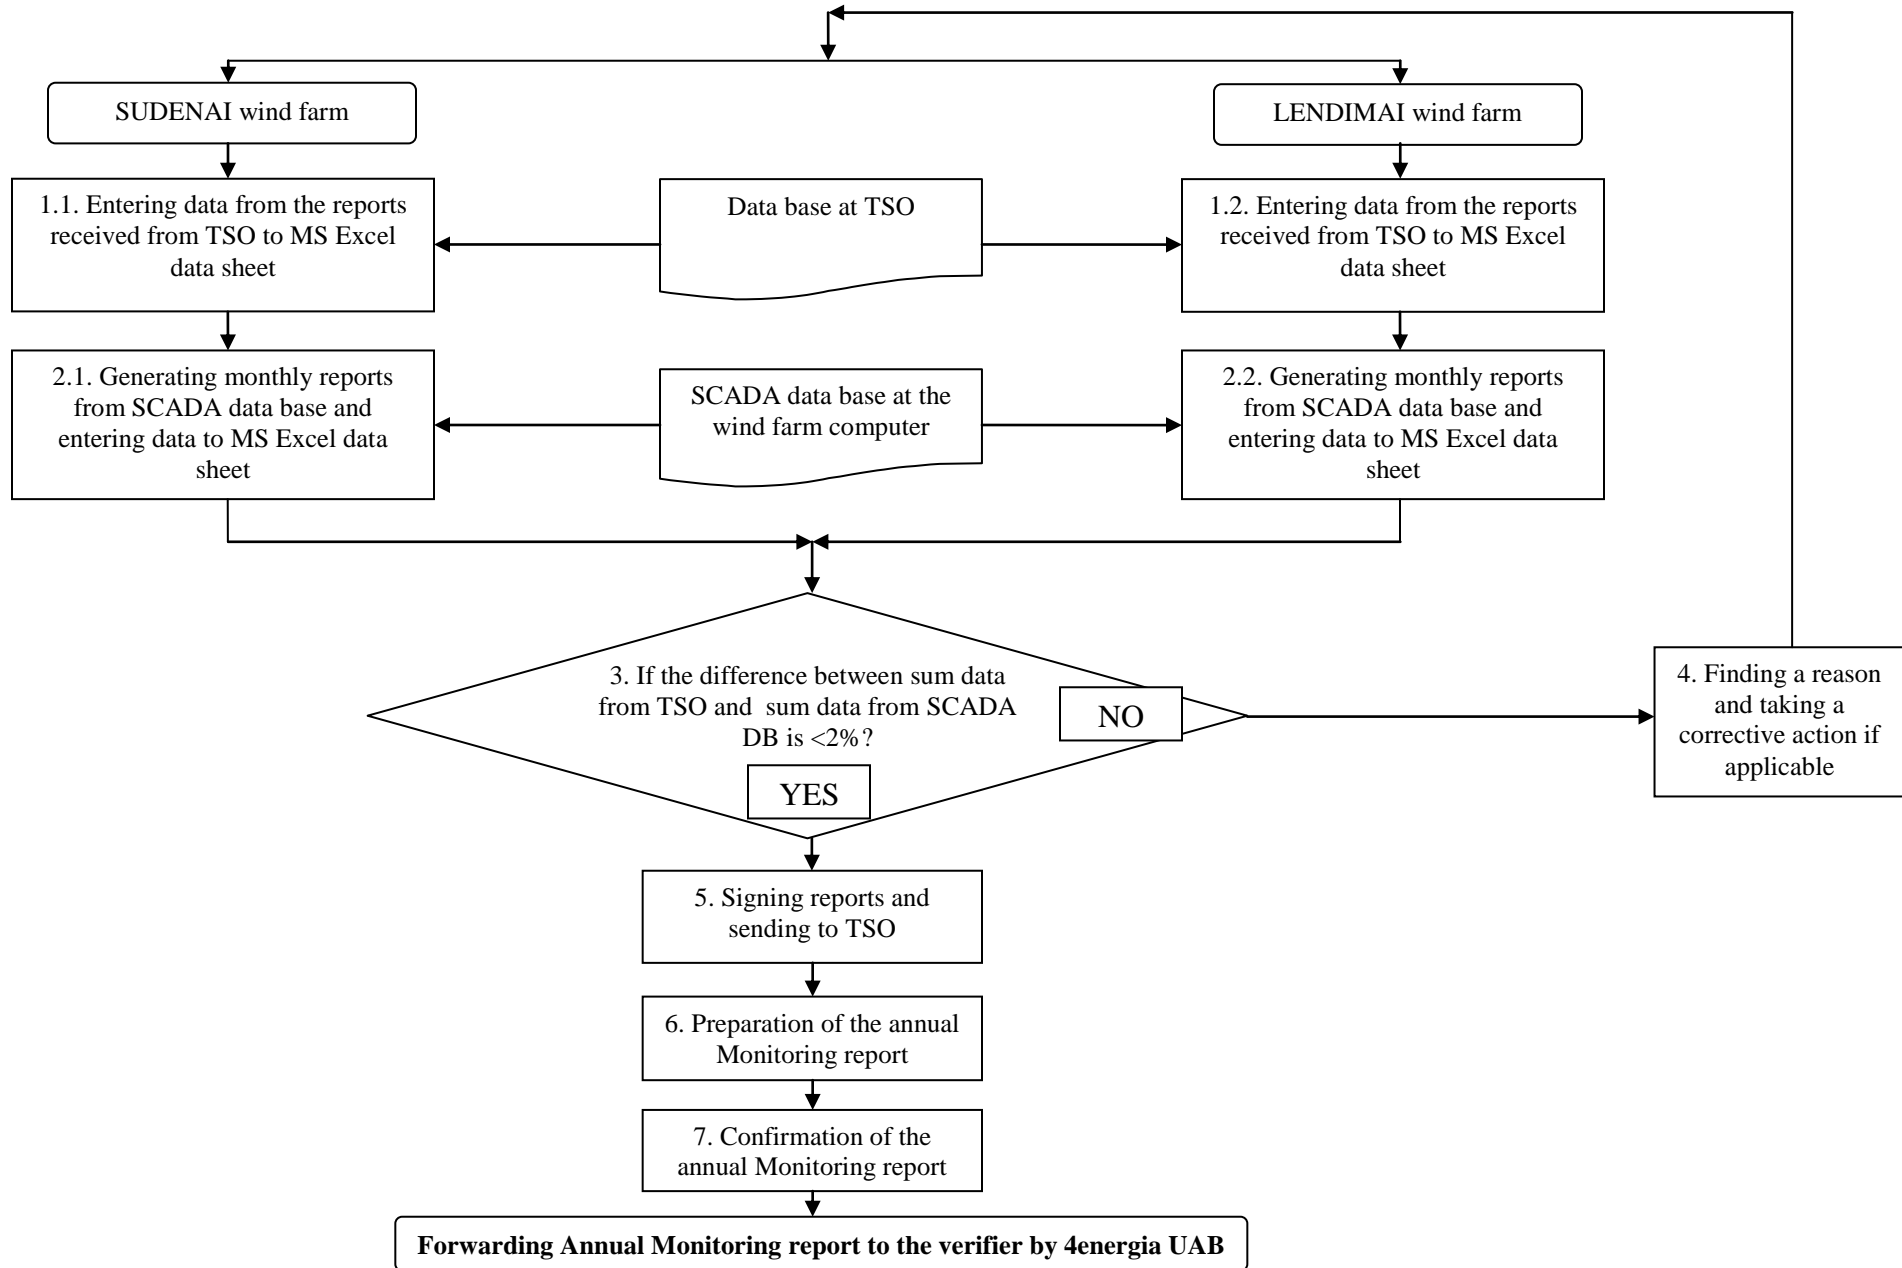 SUDENAI wind farm
LENDIMAI wind farm
1.1. Entering data from the reports
received from TSO to MS Excel
data sheet
Data base at TSO
1.2. Entering data from the reports
received from TSO to MS Excel
data sheet
2.1. Generating monthly reports
from SCADA data base and
entering data to MS Excel data
sheet
SCADA data base at the
wind farm computer
2.2. Generating monthly reports
from SCADA data base and
entering data to MS Excel data
sheet
3. If the difference between sum data
from TSO and  sum data from SCADA
DB is <2%?
NO
YES
4. Finding a reason
and taking a
corrective action if
applicable
5. Signing reports and
sending to TSO
6. Preparation of the annual
Monitoring report
7. Confirmation of the
annual Monitoring report
Forwarding Annual Monitoring report to the verifier by 4energia UAB